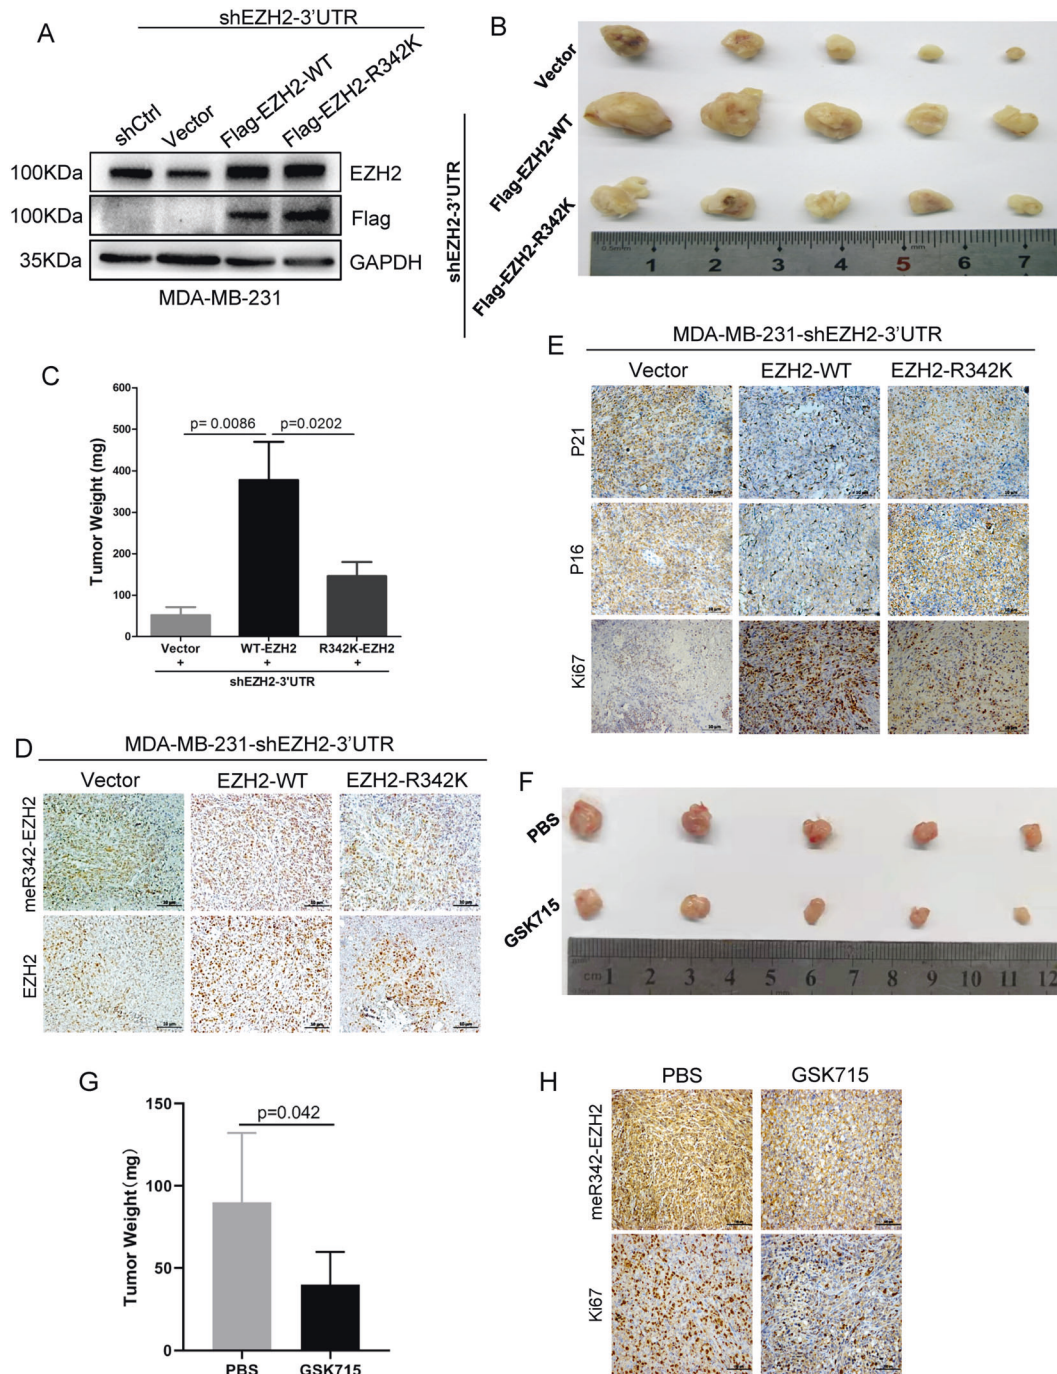 A
shEZH2-3'UTR
shCtrl
Vector
Flag-EZH2-WT
Flag-EZH2-R342K
100KDa
EZH2
100KDa
Flag
35KDa
GAPDH
MDA-MB-231
B
shEZH2-3'UTR
Vector
Flag-EZH2-WT
Flag-EZH2-R342K
0.5mm
mm
1 2 3 4 5 6 7
C
Tumor Weight (mg)
600
500
400
300
200
100
0
p= 0.0086
p=0.0202
Vector
WT-EZH2
R342K-EZH2
+ + +
shEZH2-3'UTR
D
MDA-MB-231-shEZH2-3'UTR
Vector
EZH2-WT
EZH2-R342K
meR342-EZH2
EZH2
E
MDA-MB-231-shEZH2-3'UTR
Vector
EZH2-WT
EZH2-R342K
P21
P16
Ki67
F
PBS
GSK715
cm 1 2 3 4 5 6 7 8 9 10 11 12
G
Tumor Weight(mg)
150
100
50
0
p=0.042
PBS
GSK715
H
PBS
GSK715
meR342-EZH2
Ki67